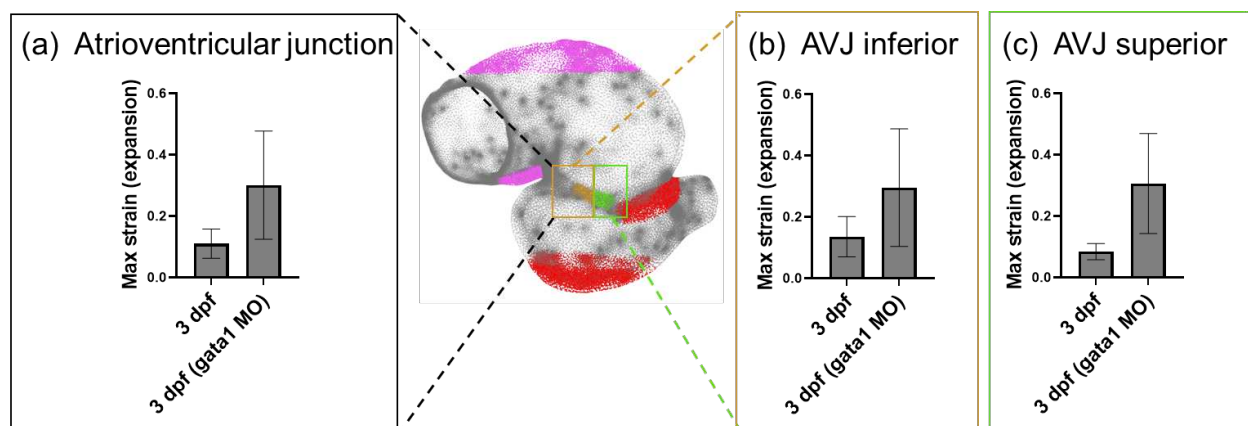 (a) Atrioventricular junction
Max strain (expansion)
0.6
0.4
0.2
0.0
3 dpf
3 dpf (gata1 MO)
(b) AVJ inferior
Max strain (expansion)
0.6
0.4
0.2
0.0
3 dpf
3 dpf (gata1 MO)
(c) AVJ superior
Max strain (expansion)
0.6
0.4
0.2
0.0
3 dpf
3 dpf (gata1 MO)